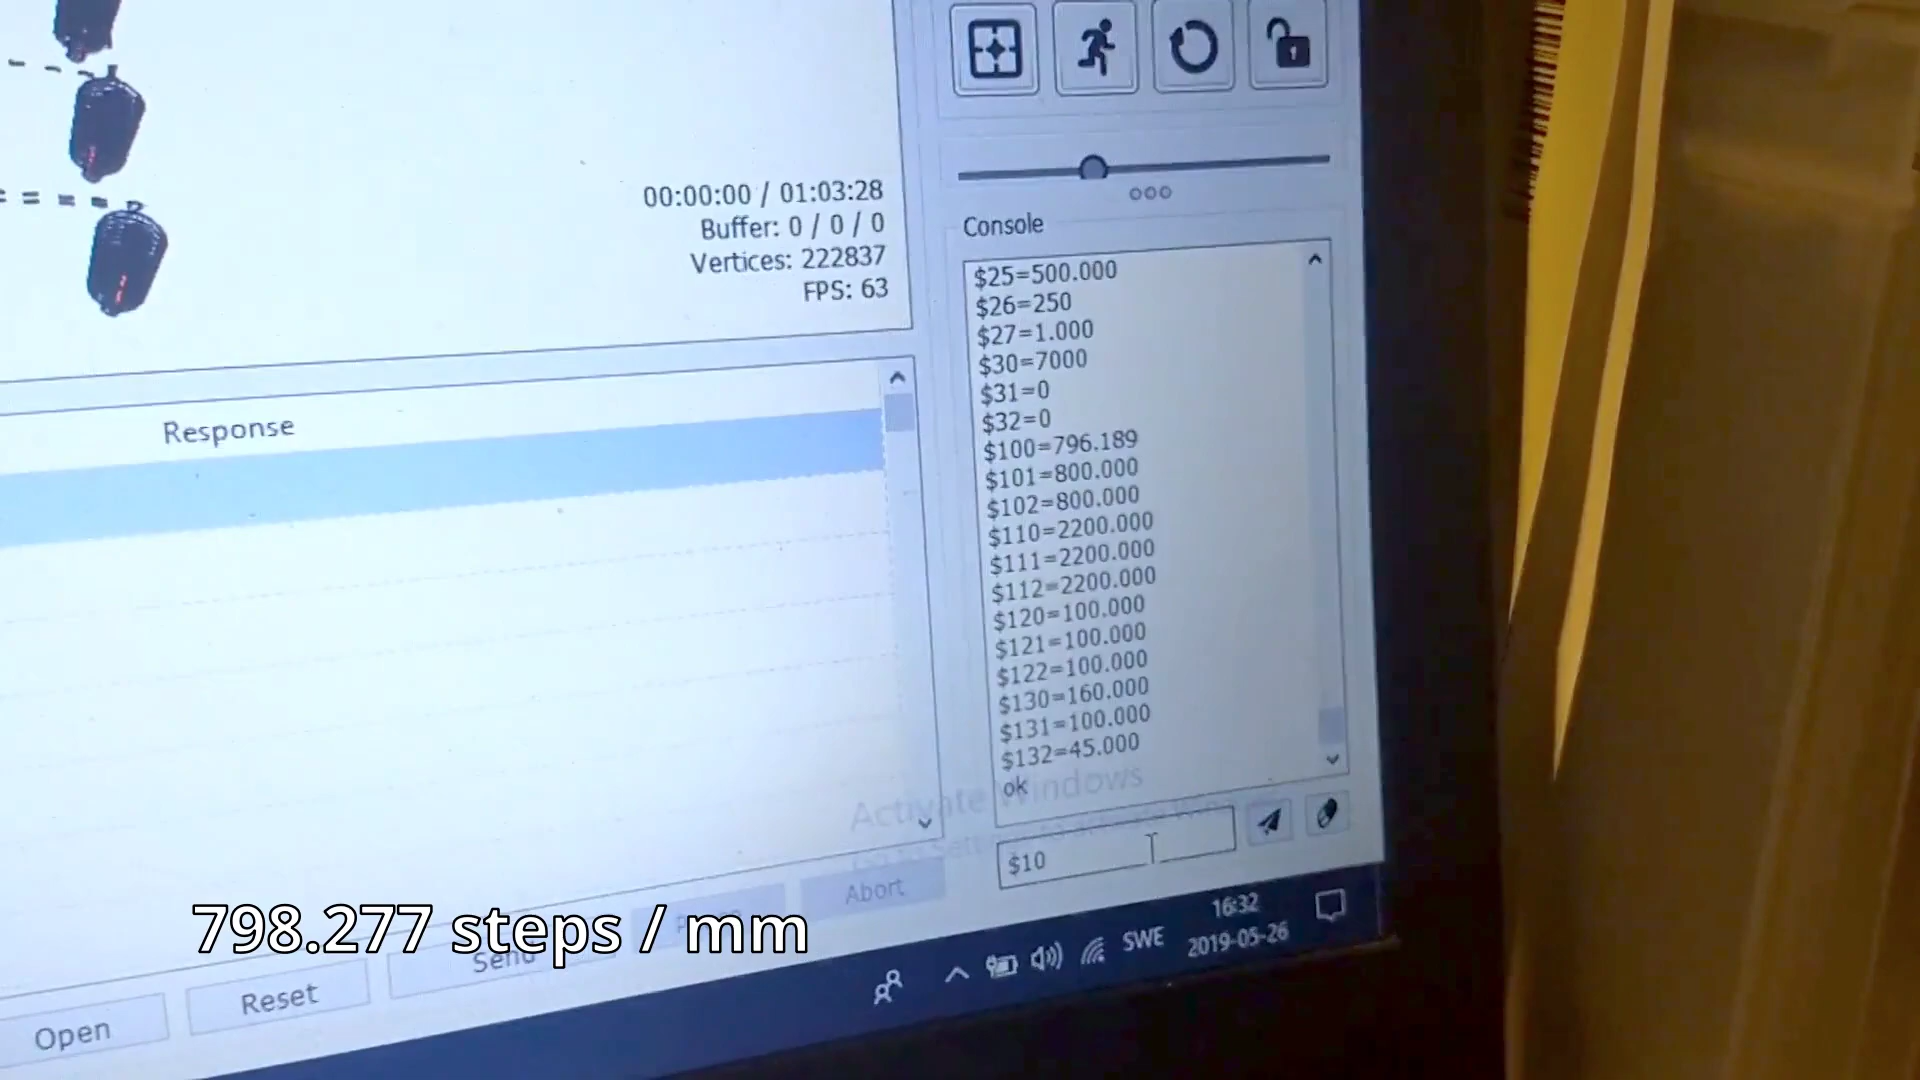 00:00:00 / 01:03:28
Buffer: 0 / 0 / 0
Vertices: 222837
FPS: 63
Response
Console
$25=500.000
$26=250
$27=1.000
$30=7000
$31=0
$32=0
$100=796.189
$101=800.000
$102=800.000
$110=2200.000
$111=2200.000
$112=2200.000
$120=100.000
$121=100.000
$122=100.000
$130=160.000
$131=100.000
$132=45.000
ok
Activate Windows
$10
Abort
798.277 steps / mm
Send
Reset
Open
16:32
SWE
2019-05-26